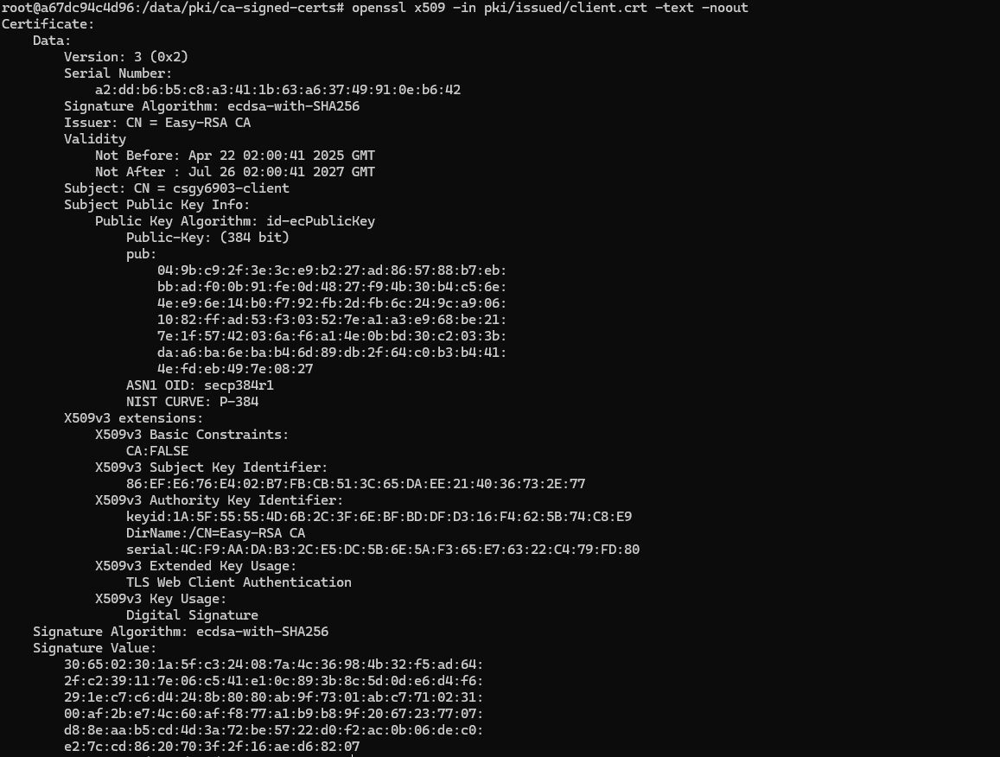 root@a67dc94c4d96:/data/pki/ca-signed-certs# openssl x509 -in pki/issued/client.crt -text -noout
Certificate:
    Data:
        Version: 3 (0x2)
        Serial Number:
            a2:dd:b6:b5:c8:a3:41:1b:63:a6:37:49:91:0e:b6:42
        Signature Algorithm: ecdsa-with-SHA256
        Issuer: CN = Easy-RSA CA
        Validity
            Not Before: Apr 22 02:00:41 2025 GMT
            Not After : Jul 26 02:00:41 2027 GMT
        Subject: CN = csgy6903-client
        Subject Public Key Info:
            Public Key Algorithm: id-ecPublicKey
                Public-Key: (384 bit)
                pub:
                    04:9b:c9:2f:3e:3c:e9:b2:27:ad:86:57:88:b7:eb:
                    bb:ad:f0:0b:91:fe:0d:48:27:f9:4b:30:b4:c5:6e:
                    4e:e9:6e:14:b0:f7:92:fb:2d:fb:6c:24:9c:a9:06:
                    10:82:ff:ad:53:f3:03:52:7e:a1:a3:e9:68:be:21:
                    7e:1f:57:42:03:6a:f6:a1:4e:0b:bd:30:c2:03:3b:
                    da:a6:ba:6e:ba:b4:6d:89:db:2f:64:c0:b3:b4:41:
                    4e:fd:eb:49:7e:08:27
                ASN1 OID: secp384r1
                NIST CURVE: P-384
        X509v3 extensions:
            X509v3 Basic Constraints:
                CA:FALSE
            X509v3 Subject Key Identifier:
                86:EF:E6:76:E4:02:B7:FB:CB:51:3C:65:DA:EE:21:40:36:73:2E:77
            X509v3 Authority Key Identifier:
                keyid:1A:5F:55:55:4D:6B:2C:3F:6E:BF:BD:DF:D3:16:F4:62:5B:74:C8:E9
                DirName:/CN=Easy-RSA CA
                serial:4C:F9:AA:DA:B3:2C:E5:DC:5B:6E:5A:F3:65:E7:63:22:C4:79:FD:80
            X509v3 Extended Key Usage:
                TLS Web Client Authentication
            X509v3 Key Usage:
                Digital Signature
    Signature Algorithm: ecdsa-with-SHA256
    Signature Value:
        30:65:02:30:1a:5f:c3:24:08:7a:4c:36:98:4b:32:f5:ad:64:
        2f:c2:39:11:7e:06:c5:41:e1:0c:89:3b:8c:5d:0d:e6:d4:f6:
        29:1e:c7:c6:d4:24:8b:80:80:ab:9f:73:01:ab:c7:71:02:31:
        00:af:2b:e7:4c:60:af:f8:77:a1:b9:b8:9f:20:67:23:77:07:
        d8:8e:aa:b5:cd:4d:3a:72:be:57:22:d0:f2:ac:0b:06:de:c0:
        e2:7c:cd:86:20:70:3f:2f:16:ae:d6:82:07